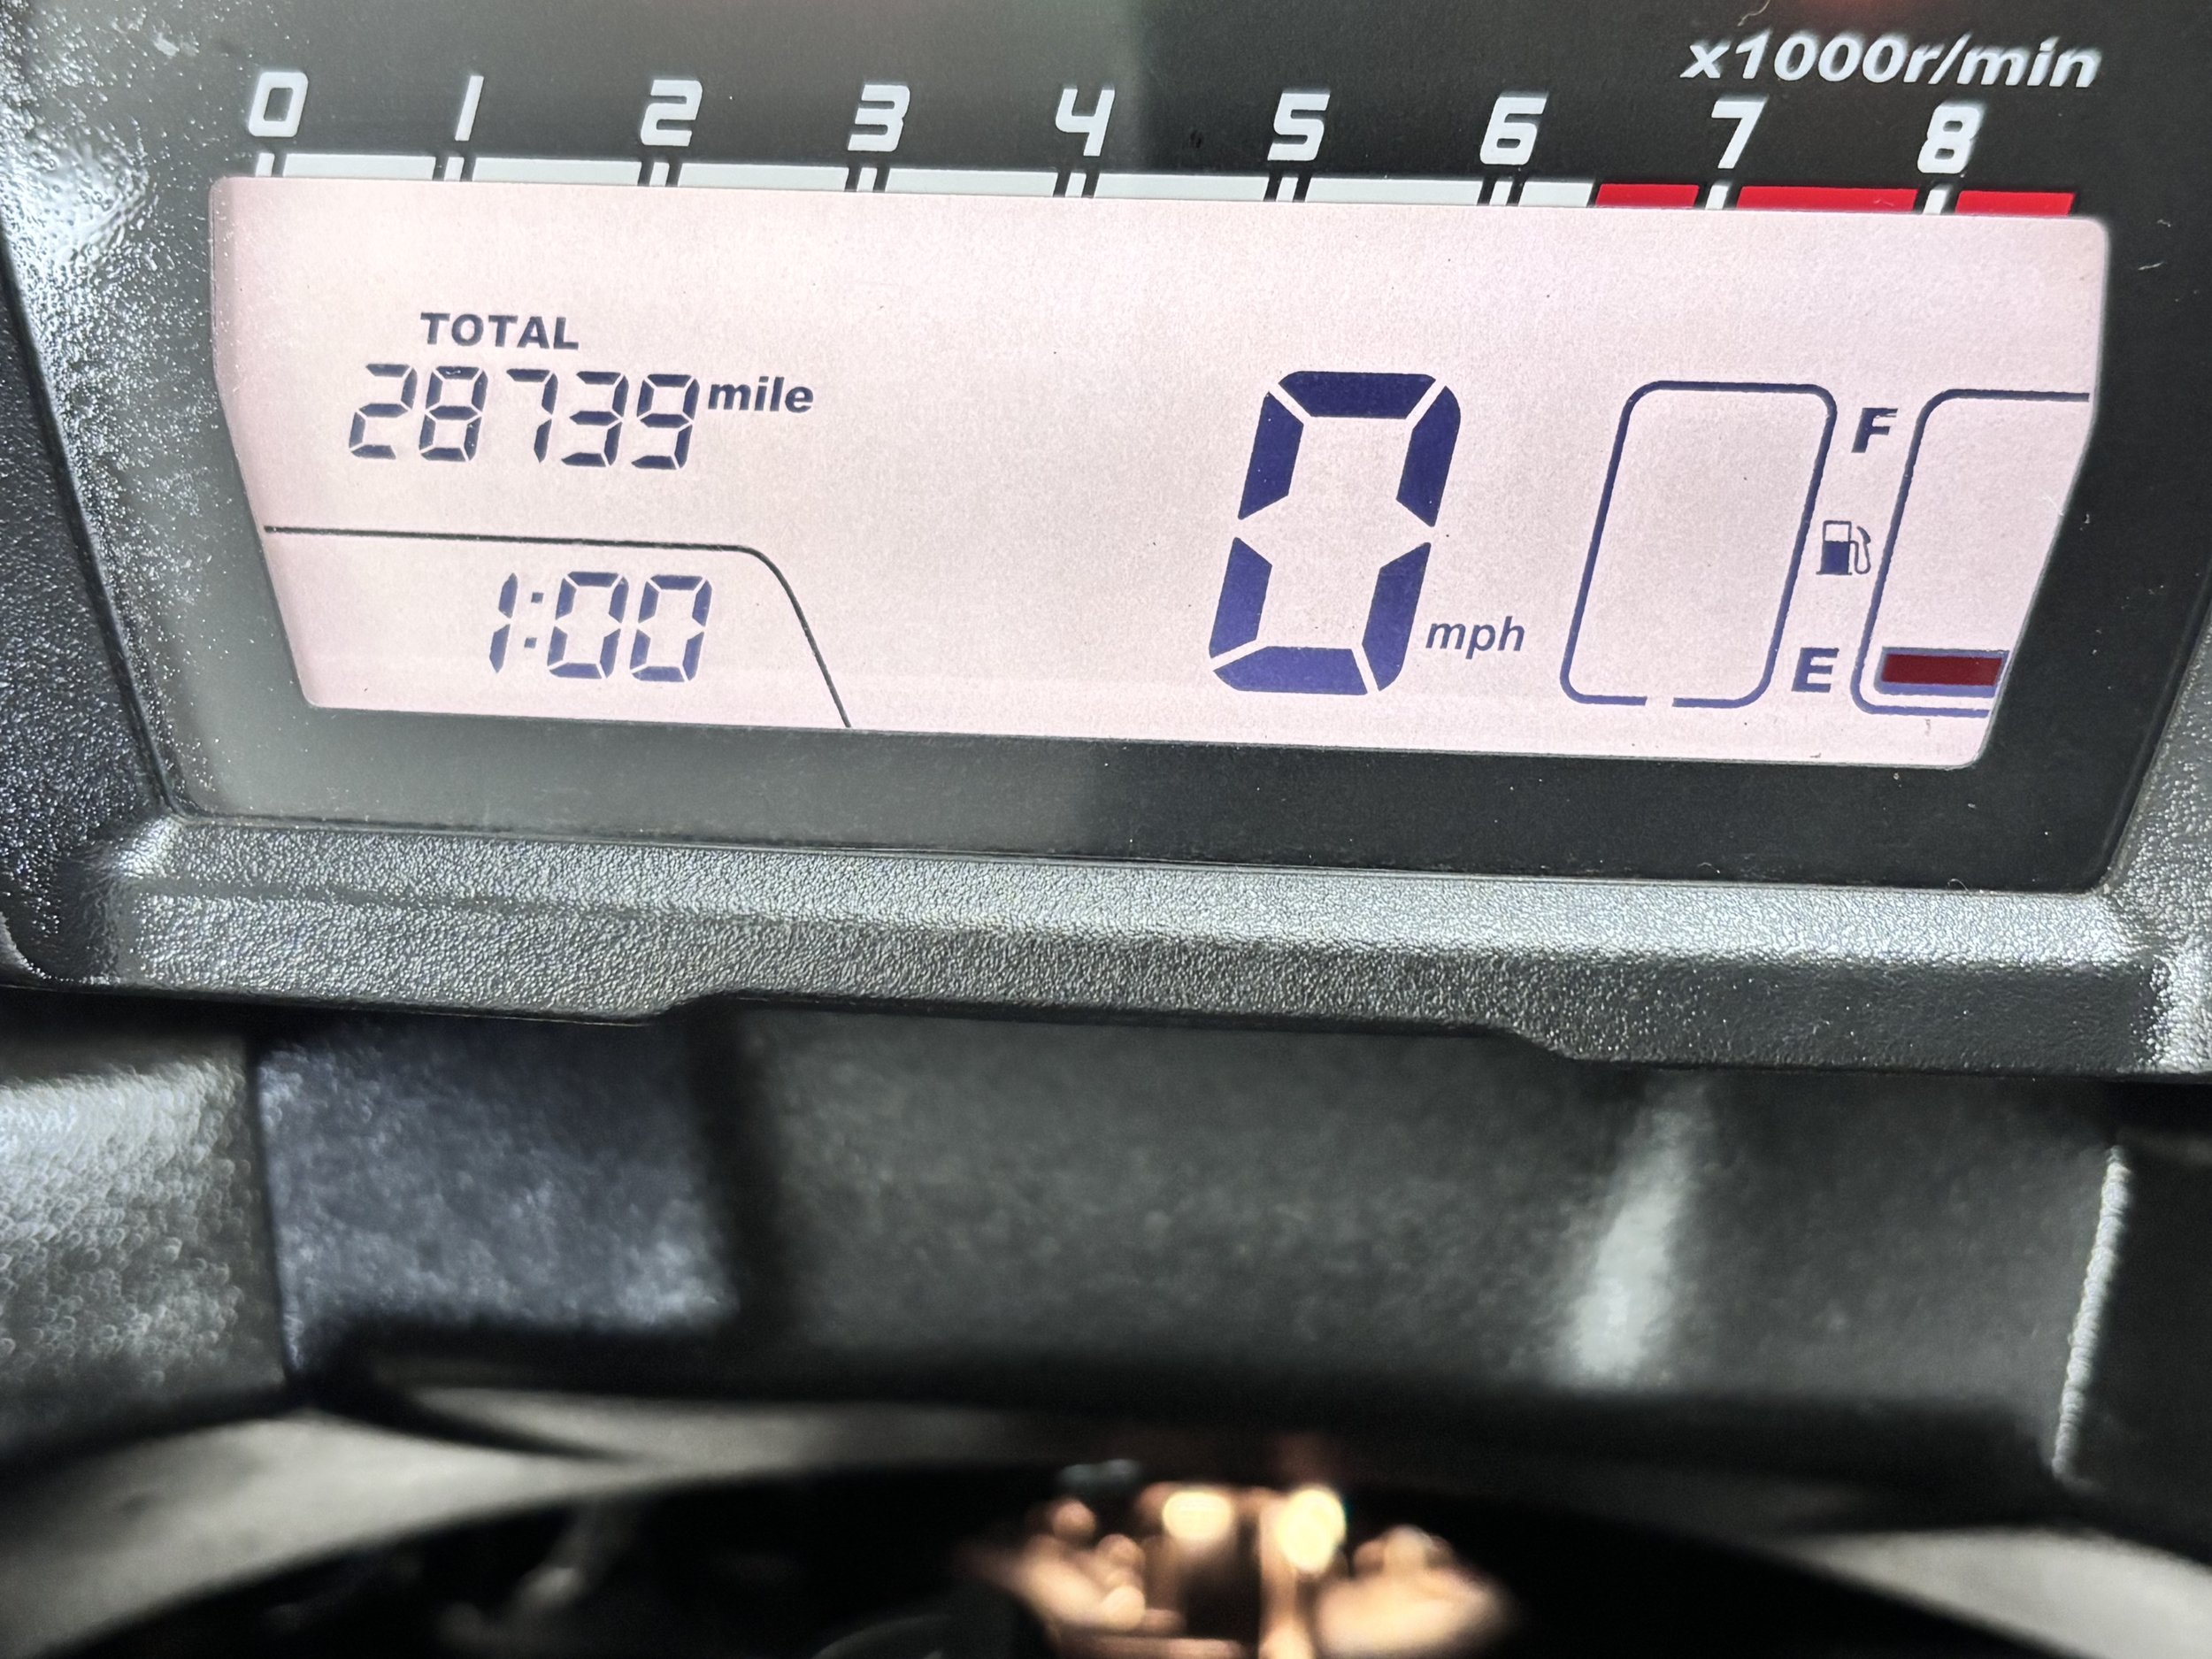 x1000r/min
0 1 2 3 4 5 6 7 8
TOTAL
28739 mile
1:00
0 mph
F
E